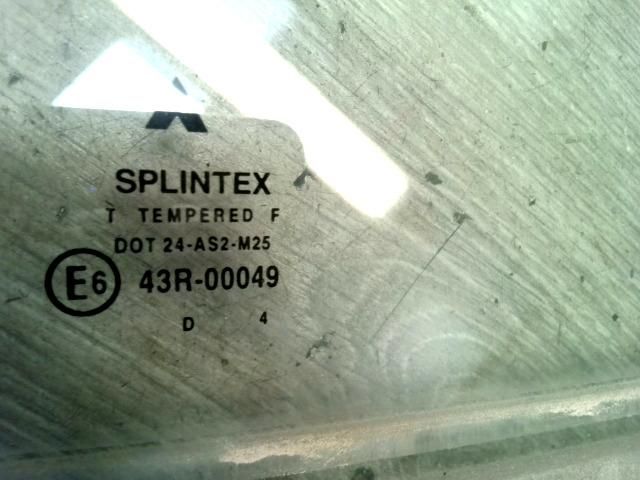 SPLINTEX
T TEMPERED F
DOT 24-AS2-M25
E6 43R-00049
D 4